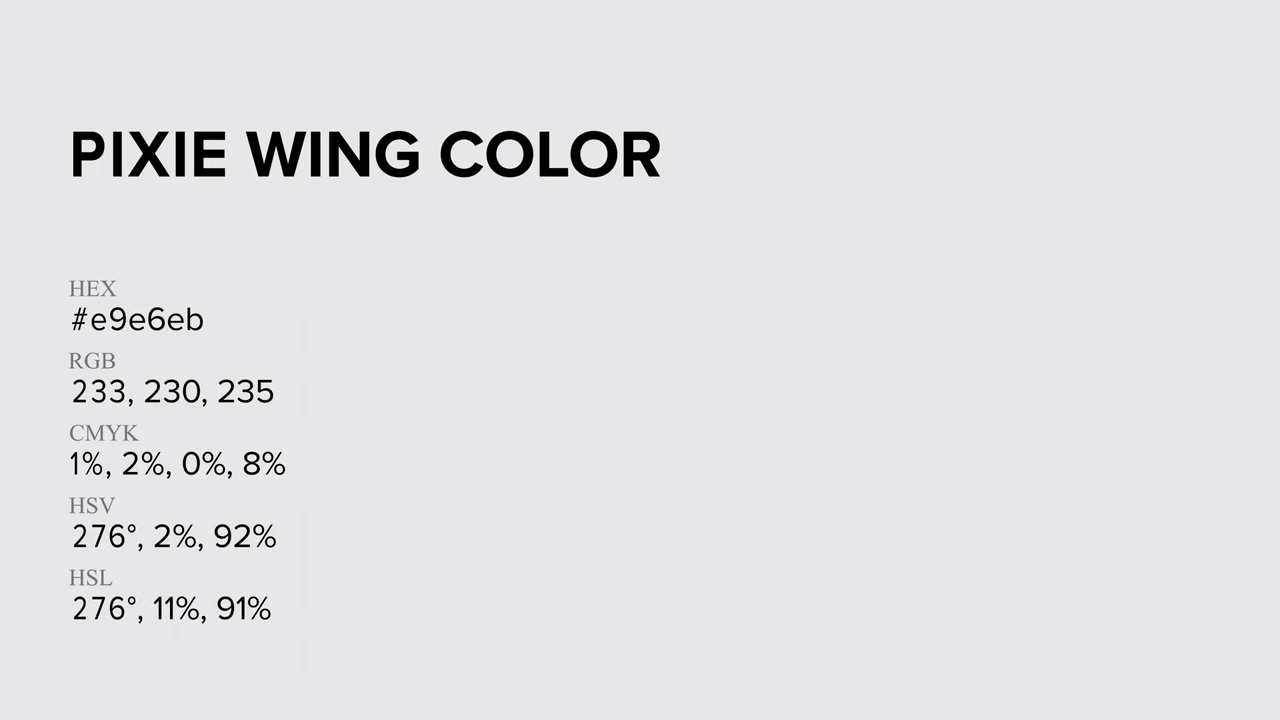 PIXIE WING COLOR
HEX
#e9e6eb
RGB
233, 230, 235
CMYK
1%, 2%, 0%, 8%
HSV
276°, 2%, 92%
HSL
276°, 11%, 91%